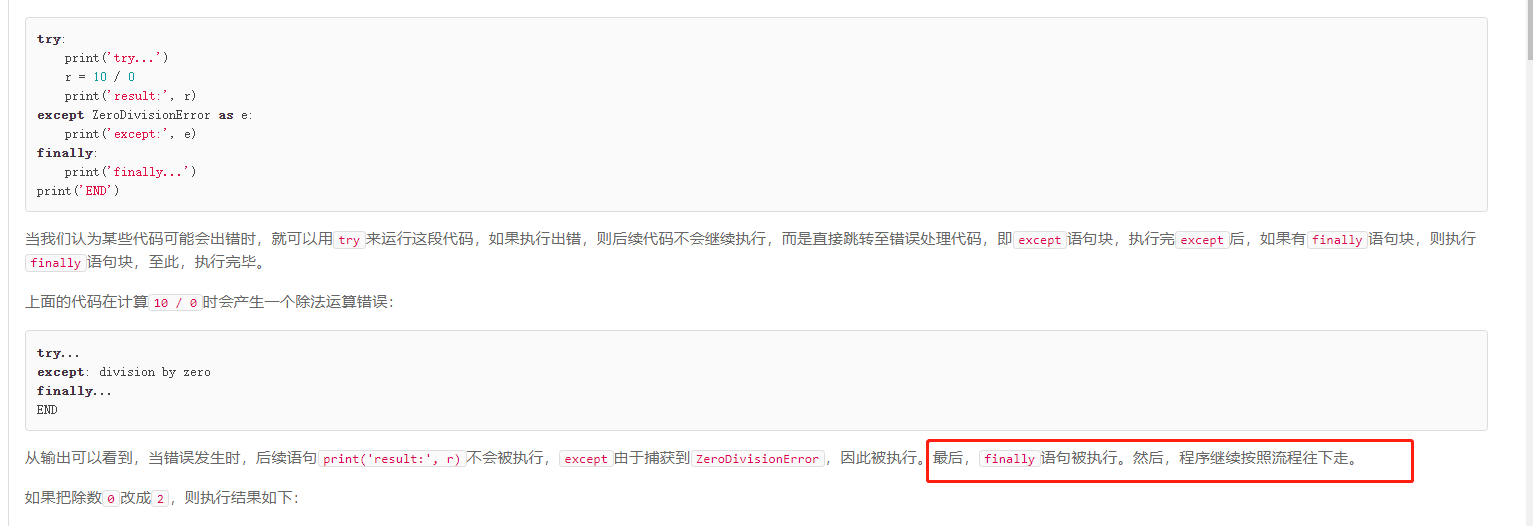 try:
    print('try...')
    r = 10 / 0
    print('result:', r)
except ZeroDivisionError as e:
    print('except:', e)
finally:
    print('finally...')
print('END')
当我们认为某些代码可能会出错时，就可以用try来运行这段代码，如果执行出错，则后续代码不会继续执行，而是直接跳转至错误处理代码，即except语句块，执行完except后，如果有finally语句块，则执行
finally语句块，至此，执行完毕。
上面的代码在计算10 / 0时会产生一个除法运算错误：
try...
except: division by zero
finally...
END
从输出可以看到，当错误发生时，后续语句print('result:', r)不会被执行，except由于捕获到ZeroDivisionError，因此被执行。最后，finally语句被执行。然后，程序继续按照流程往下走。
如果把除数0改成2，则执行结果如下：